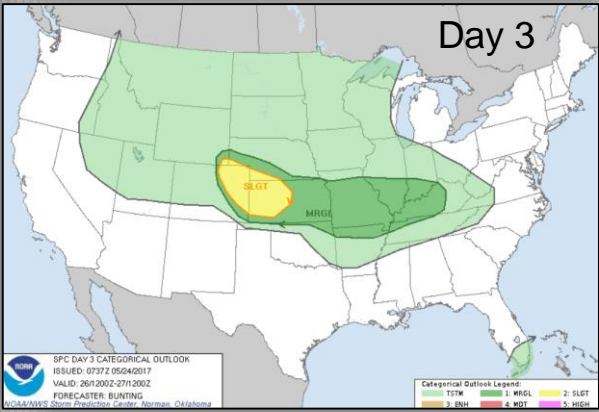 Day 3
SLGT
MRGL
NOAA
SPC DAY 3 CATEGORICAL OUTLOOK
ISSUED: 0737Z 05/24/2017
VALID: 26/1200Z-27/1200Z
FORECASTER: BUNTING
NOAA/NWS Storm Prediction Center, Norman, Oklahoma
Categorical Outlook Legend:
TSTM 1: MRGL 2: SLGT
3: ENH 4: MDT 5: HIGH